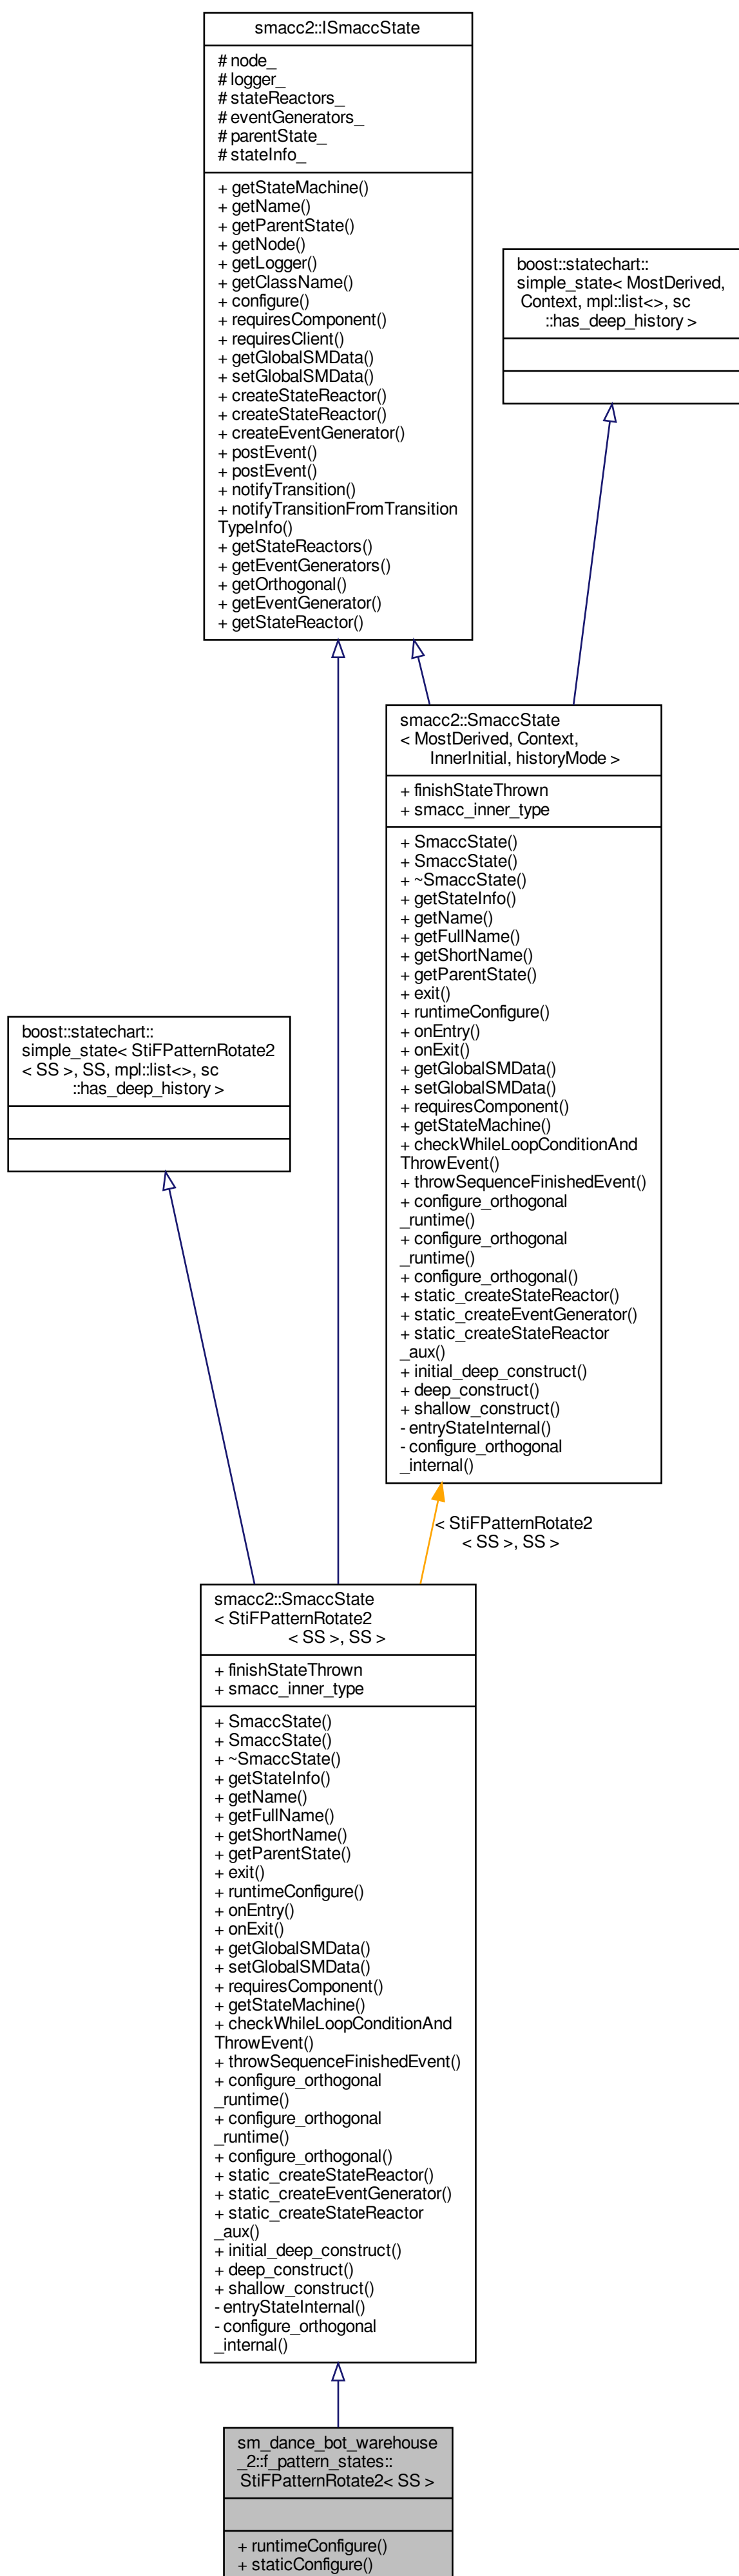 smacc2::ISmaccState
# node_
# logger_
# stateReactors_
# eventGenerators_
# parentState_
# stateInfo_
+ getStateMachine()
+ getName()
+ getParentState()
+ getNode()
+ getLogger()
+ getClassName()
+ configure()
+ requiresComponent()
+ requiresClient()
+ getGlobalSMData()
+ setGlobalSMData()
+ createStateReactor()
+ createStateReactor()
+ createEventGenerator()
+ postEvent()
+ postEvent()
+ notifyTransition()
+ notifyTransitionFromTransition
TypeInfo()
+ getStateReactors()
+ getEventGenerators()
+ getOrthogonal()
+ getEventGenerator()
+ getStateReactor()
boost::statechart::
simple_state< MostDerived,
Context, mpl::list<>, sc
::has_deep_history >
smacc2::SmaccState
< MostDerived, Context,
InnerInitial, historyMode >
+ finishStateThrown
+ smacc_inner_type
+ SmaccState()
+ SmaccState()
+ ~SmaccState()
+ getStateInfo()
+ getName()
+ getFullName()
+ getShortName()
+ getParentState()
+ exit()
+ runtimeConfigure()
+ onEntry()
+ onExit()
+ getGlobalSMData()
+ setGlobalSMData()
+ requiresComponent()
+ getStateMachine()
+ checkWhileLoopConditionAnd
ThrowEvent()
+ throwSequenceFinishedEvent()
+ configure_orthogonal
_runtime()
+ configure_orthogonal
_runtime()
+ configure_orthogonal()
+ static_createStateReactor()
+ static_createEventGenerator()
+ static_createStateReactor
_aux()
+ initial_deep_construct()
+ deep_construct()
+ shallow_construct()
- entryStateInternal()
- configure_orthogonal
_internal()
boost::statechart::
simple_state< StiFPatternRotate2
< SS >, SS, mpl::list<>, sc
::has_deep_history >
< StiFPatternRotate2
< SS >, SS >
smacc2::SmaccState
< StiFPatternRotate2
< SS >, SS >
+ finishStateThrown
+ smacc_inner_type
+ SmaccState()
+ SmaccState()
+ ~SmaccState()
+ getStateInfo()
+ getName()
+ getFullName()
+ getShortName()
+ getParentState()
+ exit()
+ runtimeConfigure()
+ onEntry()
+ onExit()
+ getGlobalSMData()
+ setGlobalSMData()
+ requiresComponent()
+ getStateMachine()
+ checkWhileLoopConditionAnd
ThrowEvent()
+ throwSequenceFinishedEvent()
+ configure_orthogonal
_runtime()
+ configure_orthogonal
_runtime()
+ configure_orthogonal()
+ static_createStateReactor()
+ static_createEventGenerator()
+ static_createStateReactor
_aux()
+ initial_deep_construct()
+ deep_construct()
+ shallow_construct()
- entryStateInternal()
- configure_orthogonal
_internal()
sm_dance_bot_warehouse
_2::f_pattern_states::
StiFPatternRotate2< SS >
+ runtimeConfigure()
+ staticConfigure()